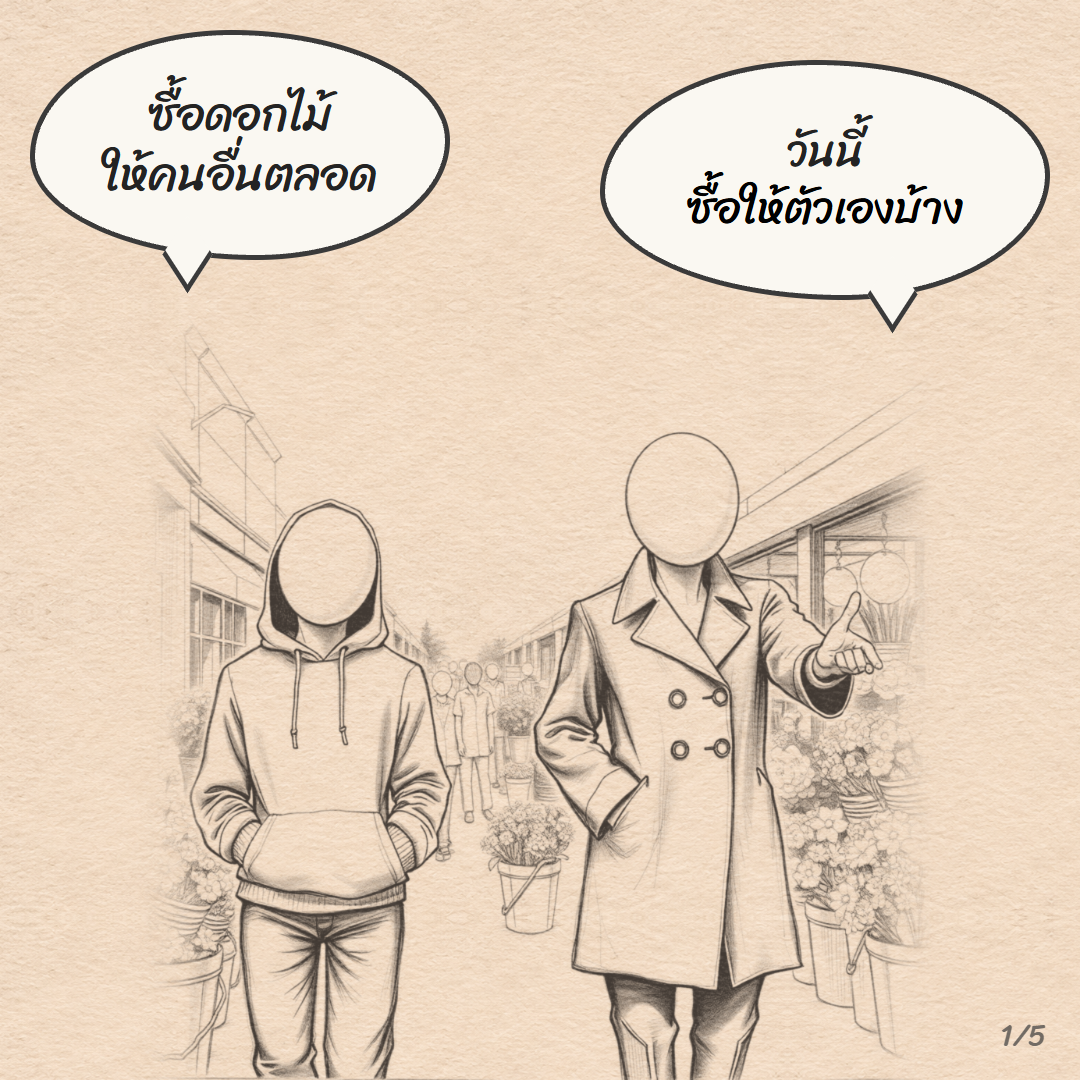 ซื้อดอกไม้
ให้คนอื่นตลอด
วันนี้
ซื้อให้ตัวเองบ้าง
1/5